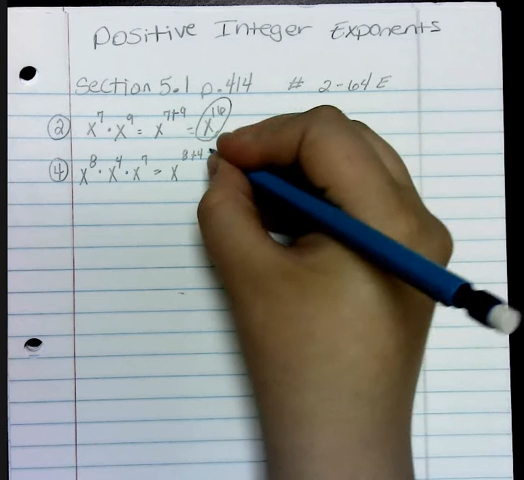 Positive Integer Exponents
Section 5.1 p.414 # 2-64 E
② x⁷·x⁹ = x⁷⁺⁹ = x¹⁶
④ x⁸·x⁴·x⁷ = x⁸⁺⁴